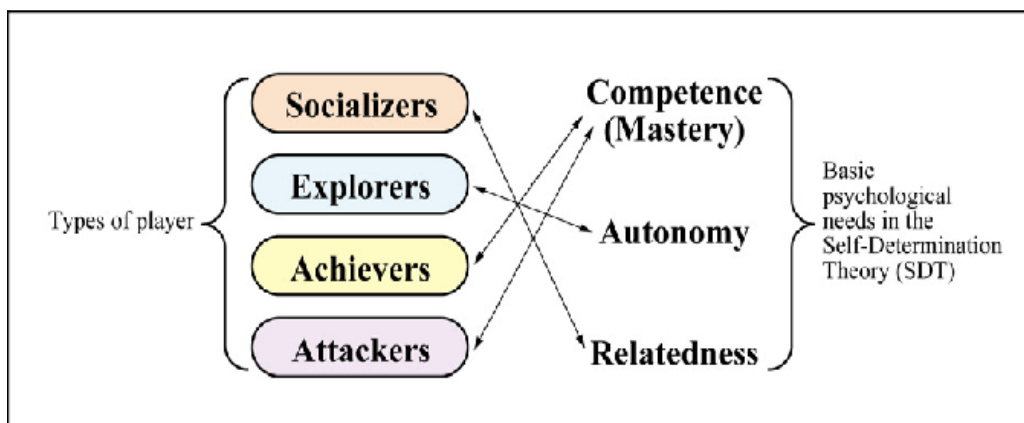 Types of player
Socializers
Explorers
Achievers
Attackers
Competence
(Mastery)
Autonomy
Relatedness
Basic
psychological
needs in the
Self-Determination
Theory (SDT)